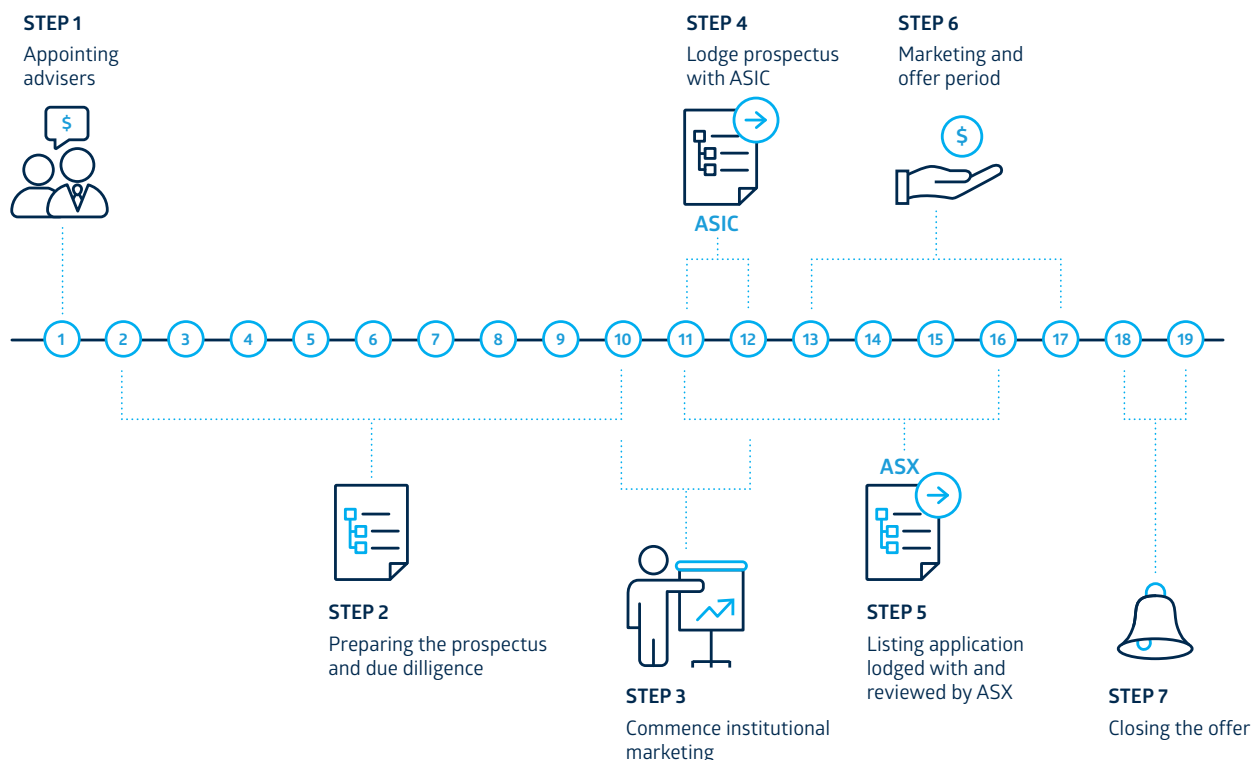 STEP 1
Appointing
advisers
$
STEP 4
Lodge prospectus
with ASIC
ASIC
STEP 6
Marketing and
offer period
$
1 2 3 4 5 6 7 8 9 10 11 12 13 14 15 16 17 18 19
STEP 2
Preparing the prospectus
and due dilligence
STEP 3
Commence institutional
marketing
ASX
STEP 5
Listing application
lodged with and
reviewed by ASX
STEP 7
Closing the offer